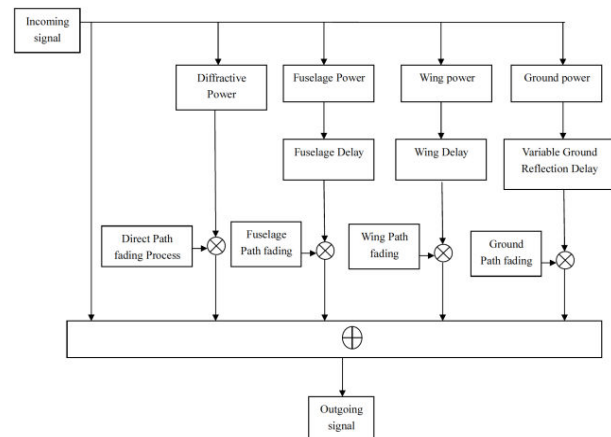 Incoming
signal
Diffractive
Power
Fuselage Power
Wing power
Ground power
Fuselage Delay
Wing Delay
Variable Ground
Reflection Delay
Direct Path
fading Process
Fuselage
Path fading
Wing Path
fading
Ground
Path fading
Outgoing
signal